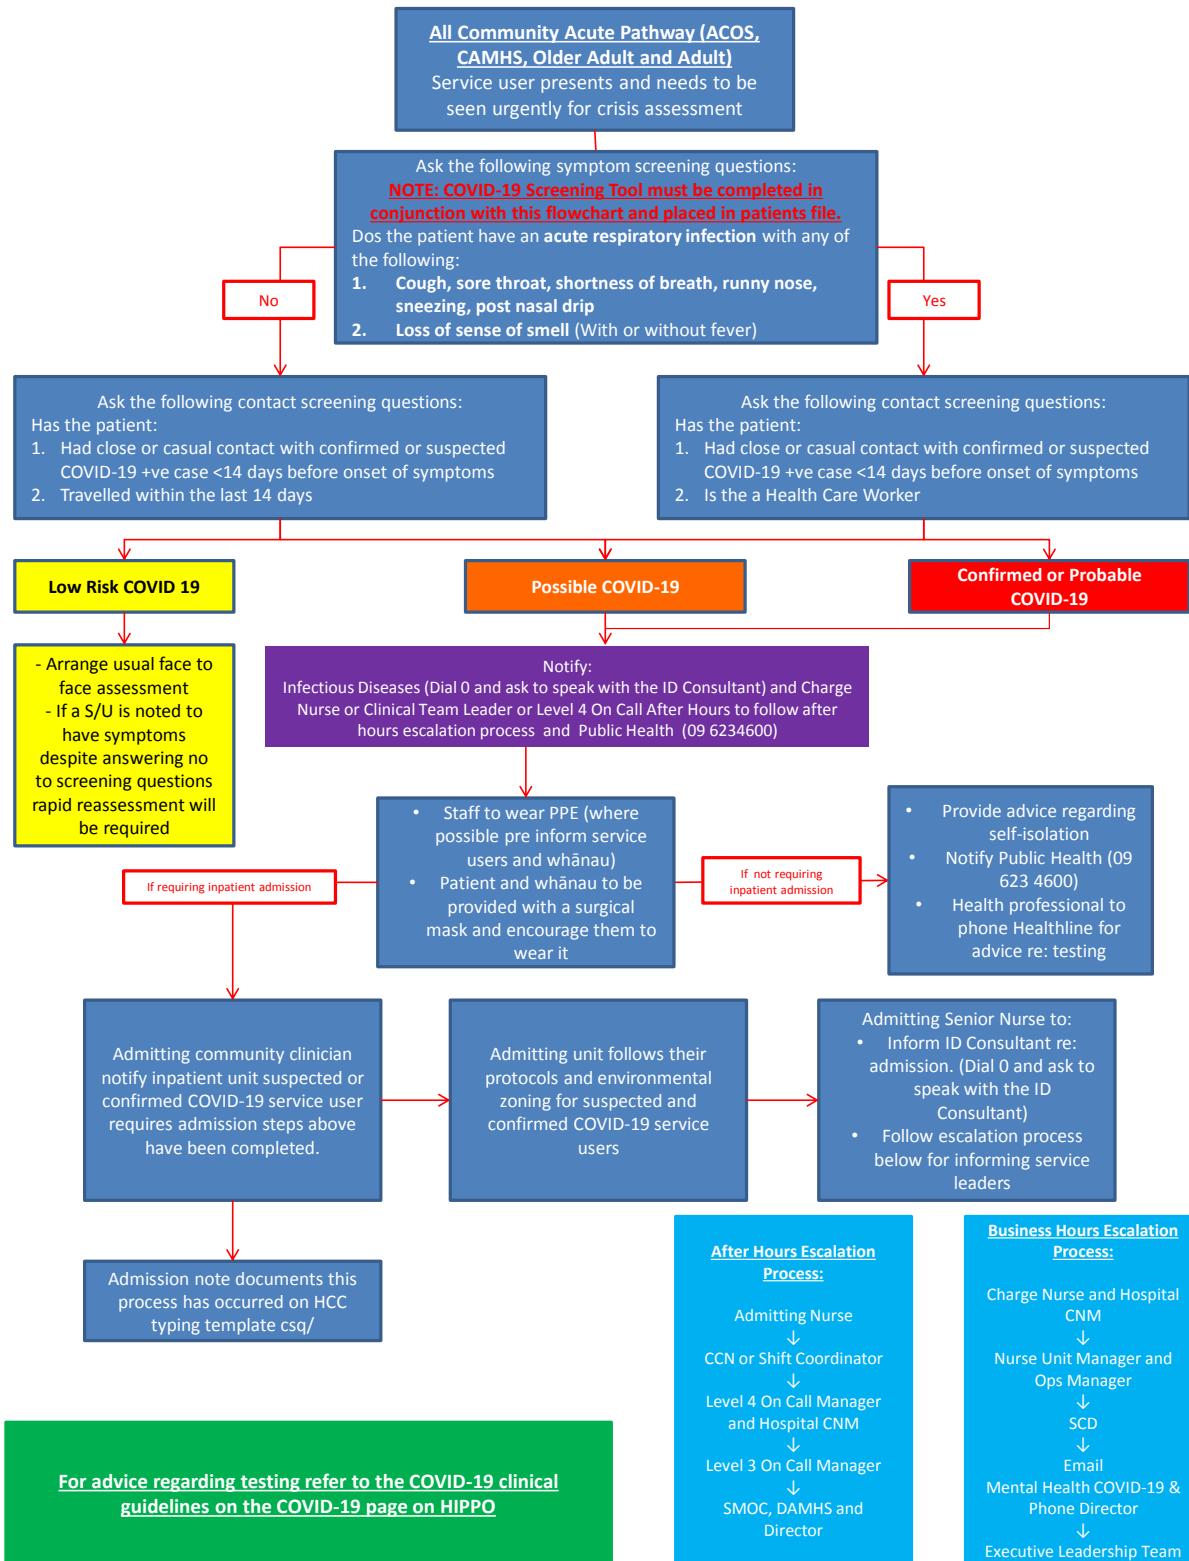 All Community Acute Pathway (ACOS,
CAMHS, Older Adult and Adult)
Service user presents and needs to be
seen urgently for crisis assessment
Ask the following symptom screening questions:
NOTE: COVID-19 Screening Tool must be completed in
conjunction with this flowchart and placed in patients file.
Dos the patient have an acute respiratory infection with any of
the following:
1. Cough, sore throat, shortness of breath, runny nose,
sneezing, post nasal drip
2. Loss of sense of smell (With or without fever)
No
Yes
Ask the following contact screening questions:
Has the patient:
1. Had close or casual contact with confirmed or suspected
COVID-19 +ve case <14 days before onset of symptoms
2. Travelled within the last 14 days
Ask the following contact screening questions:
Has the patient:
1. Had close or casual contact with confirmed or suspected
COVID-19 +ve case <14 days before onset of symptoms
2. Is the a Health Care Worker
Low Risk COVID 19
Possible COVID-19
Confirmed or Probable
COVID-19
- Arrange usual face to
face assessment
- If a S/U is noted to
have symptoms
despite answering no
to screening questions
rapid reassessment will
be required
Notify:
Infectious Diseases (Dial 0 and ask to speak with the ID Consultant) and Charge
Nurse or Clinical Team Leader or Level 4 On Call After Hours to follow after
hours escalation process and Public Health (09 6234600)
• Staff to wear PPE (where
possible pre inform service
users and whānau)
• Patient and whānau to be
provided with a surgical
mask and encourage them to
wear it
If requiring inpatient admission
If not requiring
inpatient admission
• Provide advice regarding
self-isolation
• Notify Public Health (09
623 4600)
• Health professional to
phone Healthline for
advice re: testing
Admitting community clinician
notify inpatient unit suspected or
confirmed COVID-19 service user
requires admission steps above
have been completed.
Admitting unit follows their
protocols and environmental
zoning for suspected and
confirmed COVID-19 service
users
Admitting Senior Nurse to:
• Inform ID Consultant re:
admission. (Dial 0 and ask to
speak with the ID
Consultant)
• Follow escalation process
below for informing service
leaders
Admission note documents this
process has occurred on HCC
typing template csq/
After Hours Escalation
Process:
Admitting Nurse
↓
CCN or Shift Coordinator
↓
Level 4 On Call Manager
and Hospital CNM
↓
Level 3 On Call Manager
↓
SMOC, DAMHS and
Director
Business Hours Escalation
Process:
Charge Nurse and Hospital
CNM
↓
Nurse Unit Manager and
Ops Manager
↓
SCD
↓
Email
Mental Health COVID-19 &
Phone Director
↓
Executive Leadership Team
For advice regarding testing refer to the COVID-19 clinical
guidelines on the COVID-19 page on HIPPO